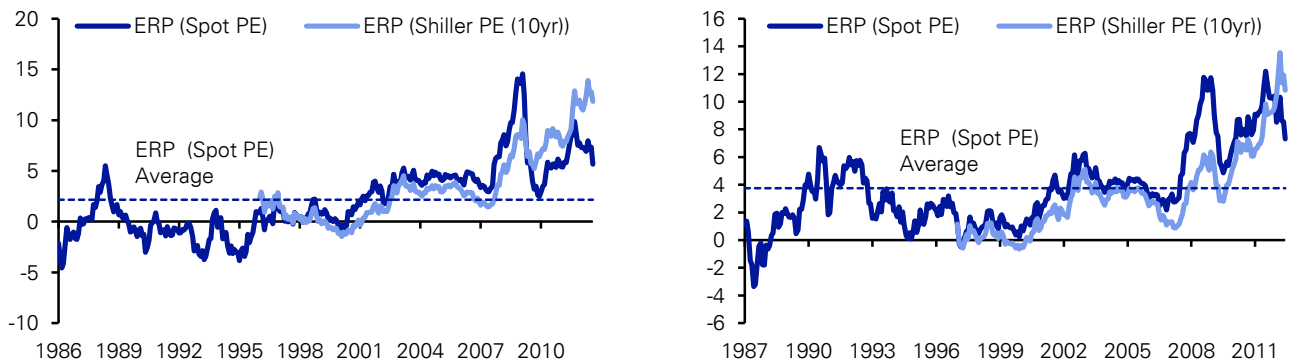 ERP (Spot PE) ERP (Shiller PE (10yr))
20
15
10
5
0
-5
-10
ERP (Spot PE)
Average
1986 1989 1992 1995 1998 2001 2004 2007 2010
ERP (Spot PE) ERP (Shiller PE (10yr))
16
14
12
10
8
6
4
2
0
-2
-4
-6
ERP (Spot PE)
Average
1987 1990 1993 1996 1999 2002 2005 2008 2011